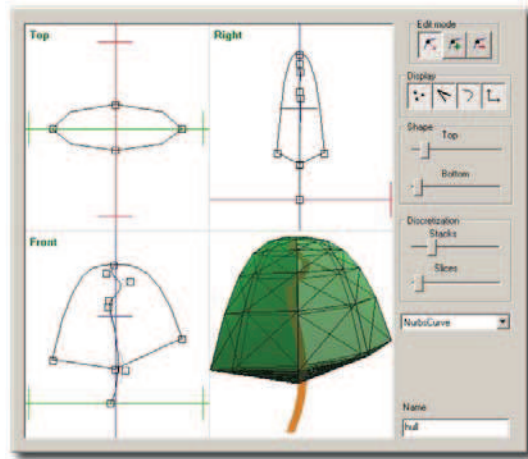 Top
Right
Front
Edit mode
Display
Shape
Top
Bottom
Discretization
Stacks
Slices
NurbsCurve
Name
hull